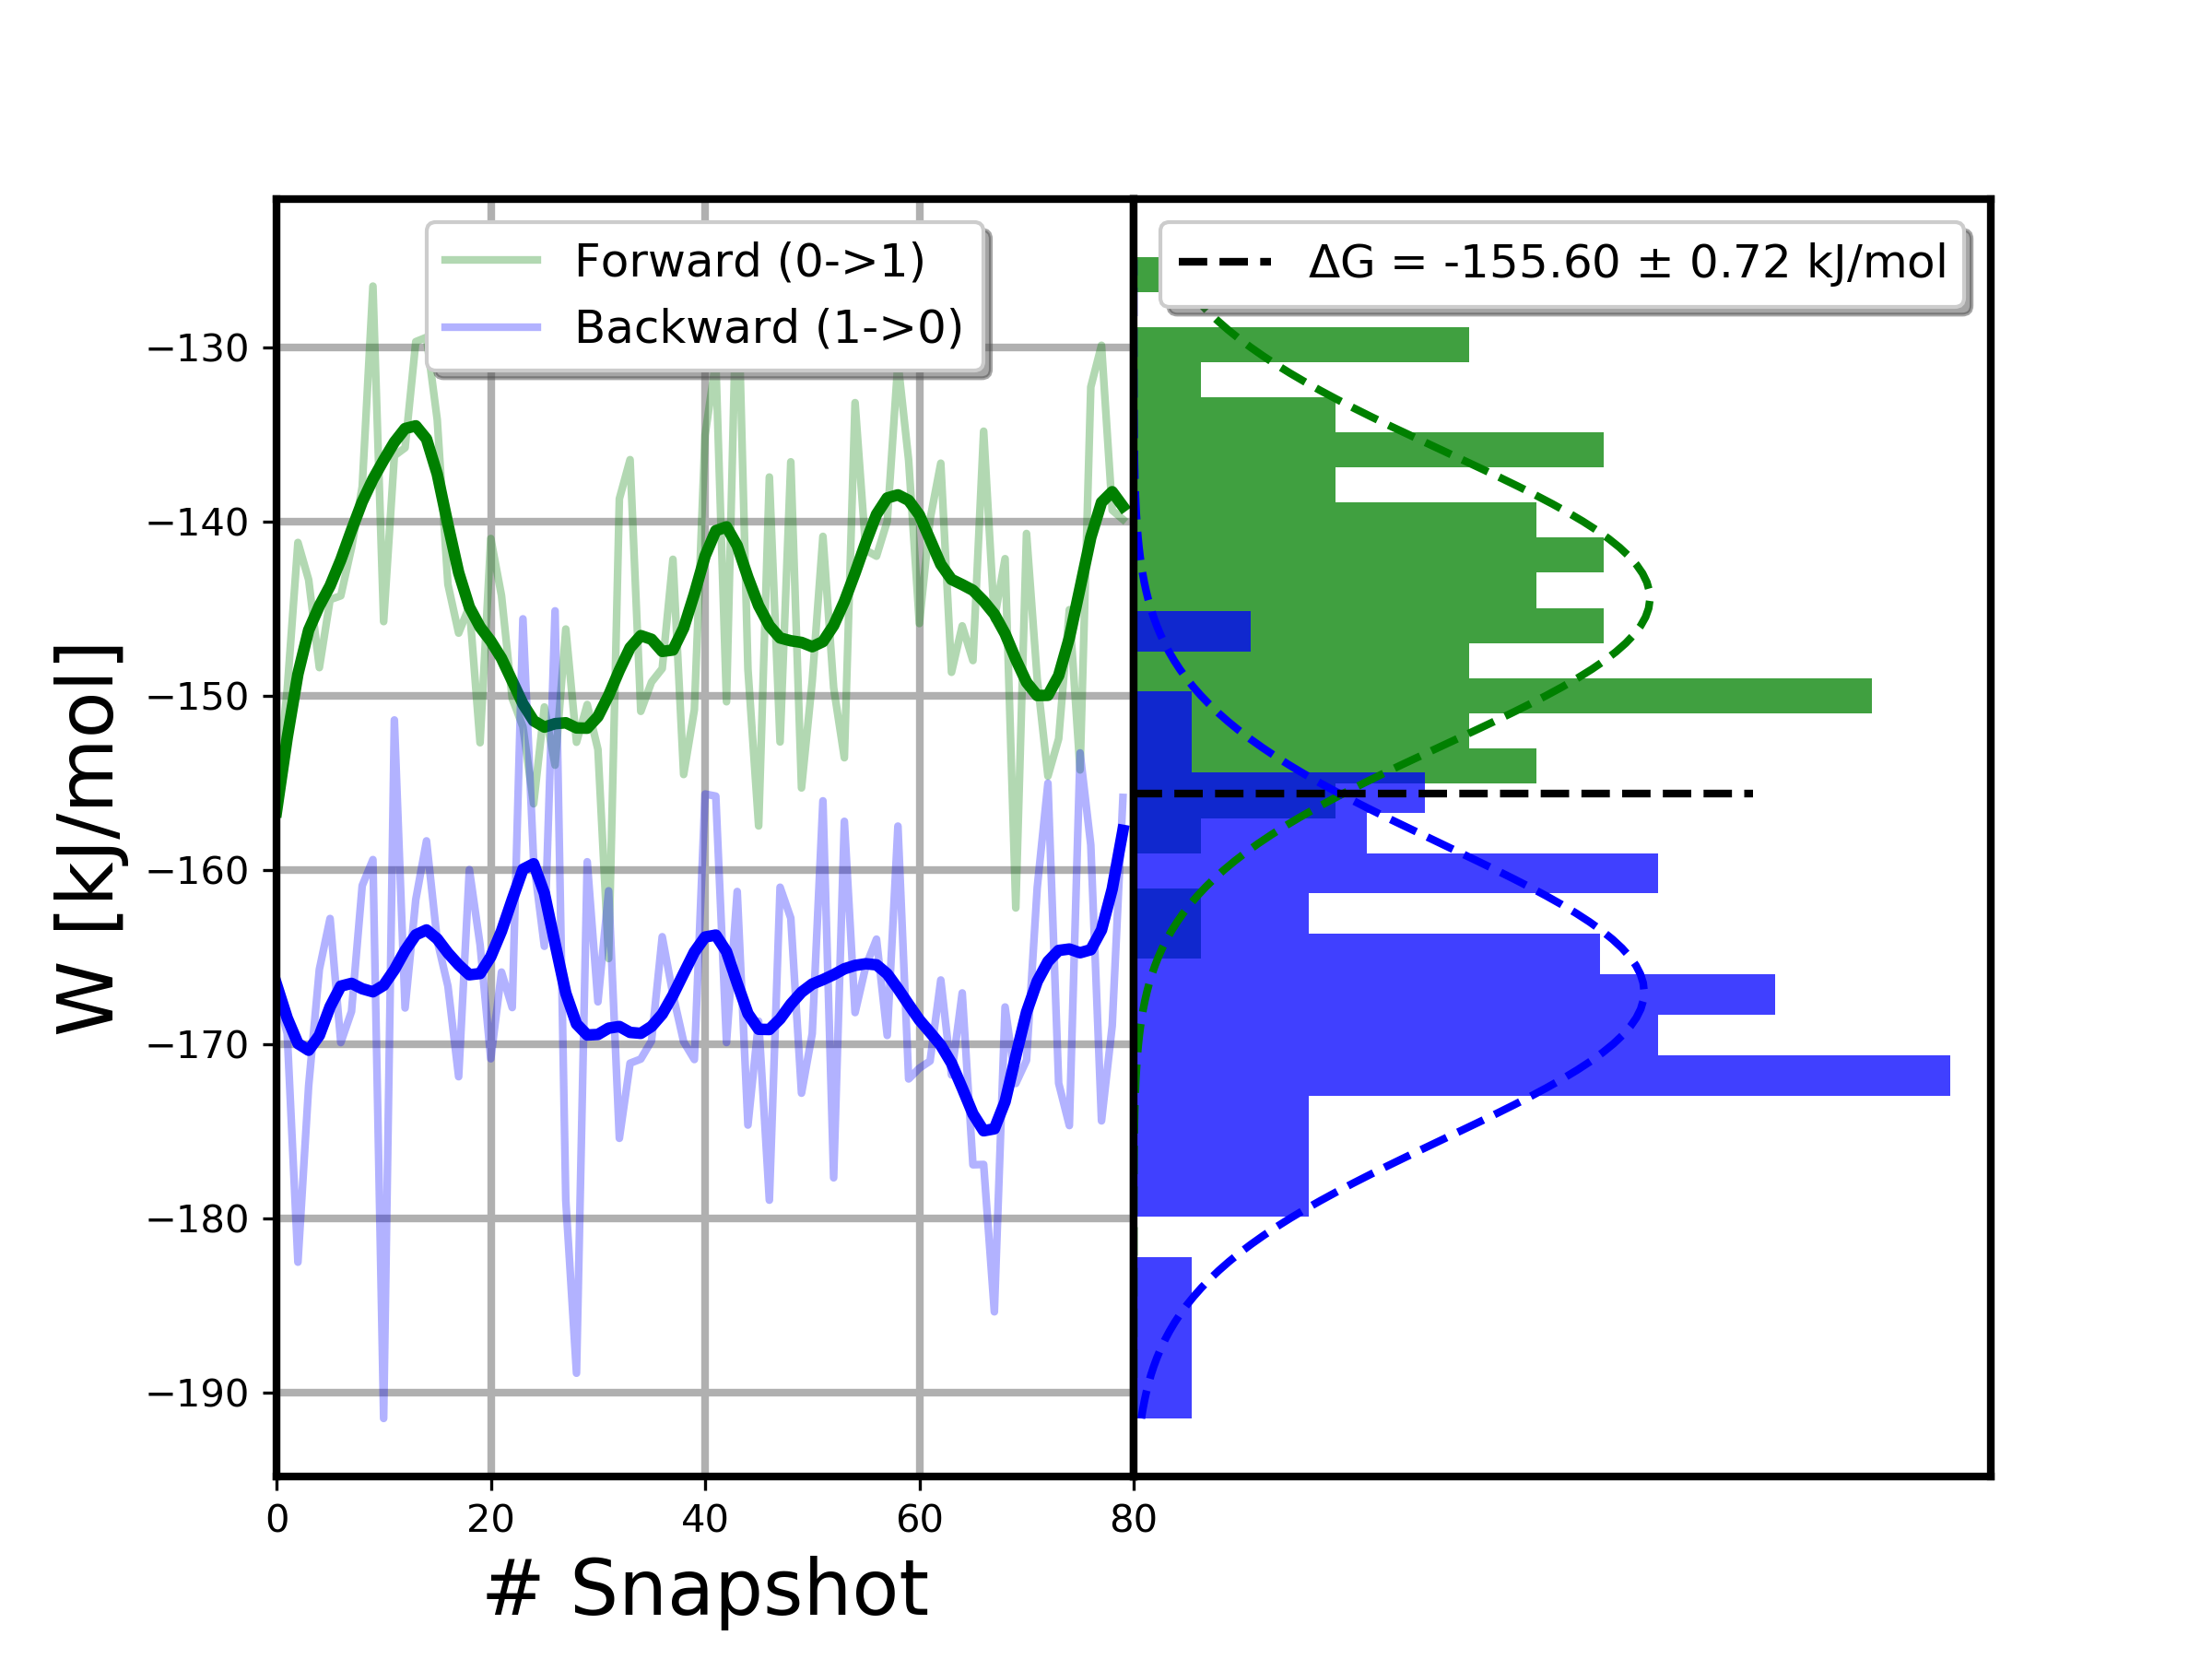 Forward (0->1)
Backward (1->0)
ΔG = -155.60 ± 0.72 kJ/mol
W [kJ/mol]
−130
−140
−150
−160
−170
−180
−190
0 20 40 60 80
# Snapshot